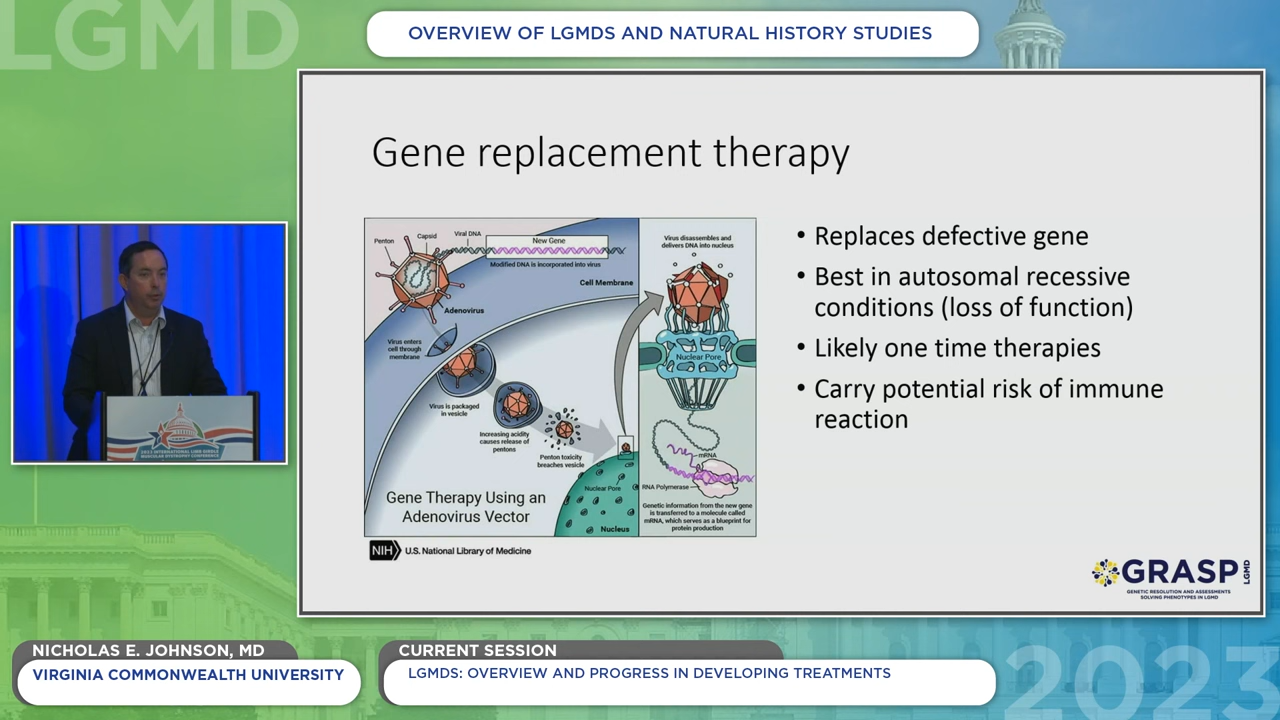 LGMD
OVERVIEW OF LGMDS AND NATURAL HISTORY STUDIES
Gene replacement therapy
Penton
Capsid
Viral DNA
New Gene
Modified DNA is incorporated into virus
Cell Membrane
Adenovirus
Virus enters
cell through
membrane
Virus is packaged
in vesicle
Increasing acidity
causes release of
pentons
Penton toxicity
breaches vesicle
Nuclear Pore
Nucleus
Gene Therapy Using an
Adenovirus Vector
Virus disassembles and
delivers DNA into nucleus
Nuclear Pore
mRNA
RNA Polymerase
Genetic information from the new gene
is transferred to a molecule called
mRNA, which serves as a blueprint for
protein production
NIH U.S. National Library of Medicine
• Replaces defective gene
• Best in autosomal recessive
conditions (loss of function)
• Likely one time therapies
• Carry potential risk of immune
reaction
GRASP LGMD
GENETIC RESOLUTION AND ASSESSMENTS
SOLVING PHENOTYPES IN LGMD
2023 INTERNATIONAL LIMB GIRDLE
MUSCULAR DYSTROPHY CONFERENCE
NICHOLAS E. JOHNSON, MD
VIRGINIA COMMONWEALTH UNIVERSITY
CURRENT SESSION
LGMDS: OVERVIEW AND PROGRESS IN DEVELOPING TREATMENTS
2023